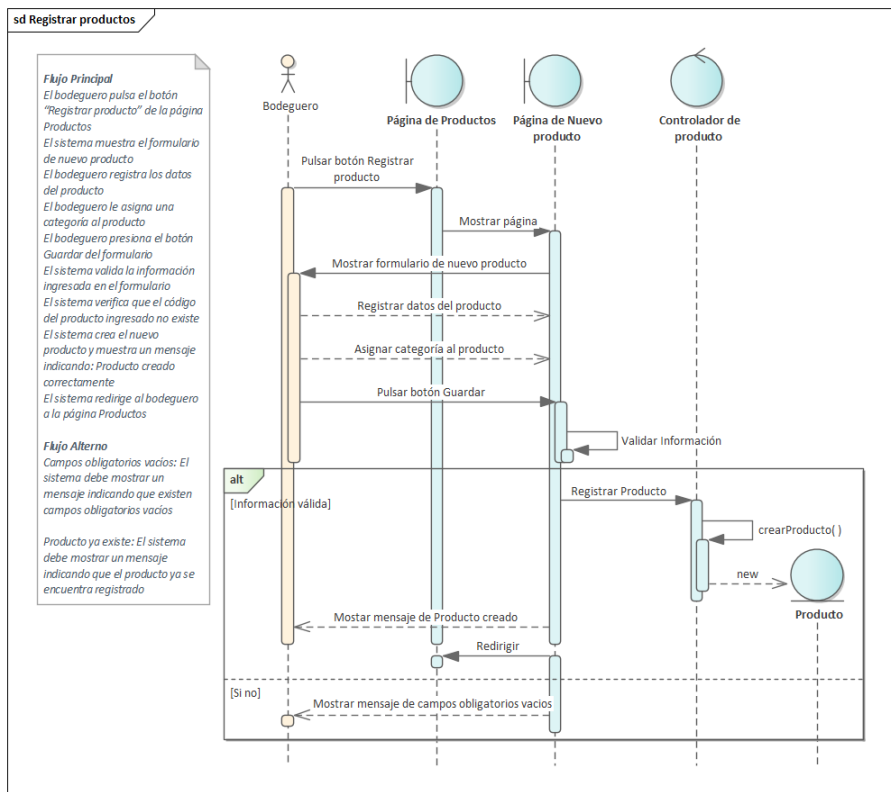 sd Registrar productos
Flujo Principal
El bodeguero pulsa el botón
“Registrar producto” de la página
Productos
El sistema muestra el formulario
de nuevo producto
El bodeguero registra los datos
del producto
El bodeguero le asigna una
categoría al producto
El bodeguero presiona el botón
Guardar del formulario
El sistema valida la información
ingresada en el formulario
El sistema verifica que el código
del producto ingresado no existe
El sistema crea el nuevo
producto y muestra un mensaje
indicando: Producto creado
correctamente
El sistema redirige al bodeguero
a la página Productos
Flujo Alterno
Campos obligatorios vacíos: El
sistema debe mostrar un
mensaje indicando que existen
campos obligatorios vacíos
Producto ya existe: El sistema
debe mostrar un mensaje
indicando que el producto ya se
encuentra registrado
Bodeguero
Página de Productos
Página de Nuevo
producto
Controlador de
producto
Pulsar botón Registrar
producto
Mostrar página
Mostrar formulario de nuevo producto
Registrar datos del producto
Asignar categoría al producto
Pulsar botón Guardar
Validar Información
alt
[Información válida]
Registrar Producto
crearProducto( )
new
Producto
Mostar mensaje de Producto creado
Redirigir
[Si no]
Mostrar mensaje de campos obligatorios vacios